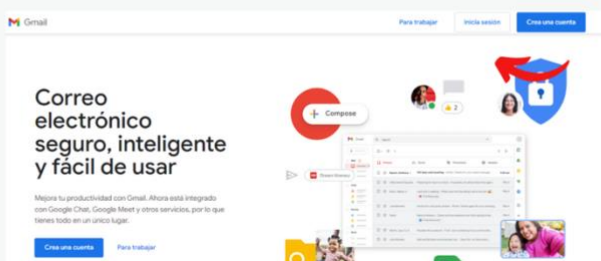 Gmail
Para trabajar
Inicia sesión
Crea una cuenta
Correo
electrónico
seguro, inteligente
y fácil de usar
Compose
2
Mejora tu productividad con Gmail. Ahora está integrado
con Google Chat, Google Meet y otros servicios, por lo que
tienes todo en un único lugar.
Crea una cuenta
Para trabajar